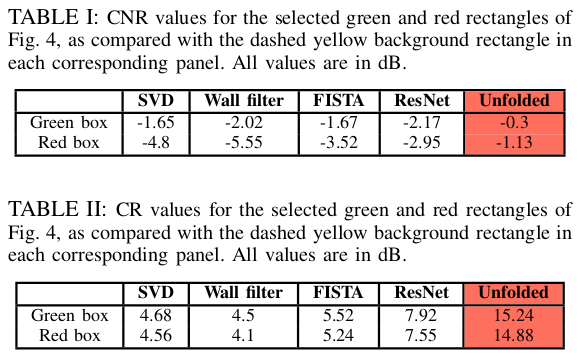 TABLE I: CNR values for the selected green and red rectangles of
Fig. 4, as compared with the dashed yellow background rectangle in
each corresponding panel. All values are in dB.
SVD Wall filter FISTA ResNet Unfolded
Green box -1.65 -2.02 -1.67 -2.17 -0.3
Red box -4.8 -5.55 -3.52 -2.95 -1.13
TABLE II: CR values for the selected green and red rectangles of
Fig. 4, as compared with the dashed yellow background rectangle in
each corresponding panel. All values are in dB.
SVD Wall filter FISTA ResNet Unfolded
Green box 4.68 4.5 5.52 7.92 15.24
Red box 4.56 4.1 5.24 7.55 14.88